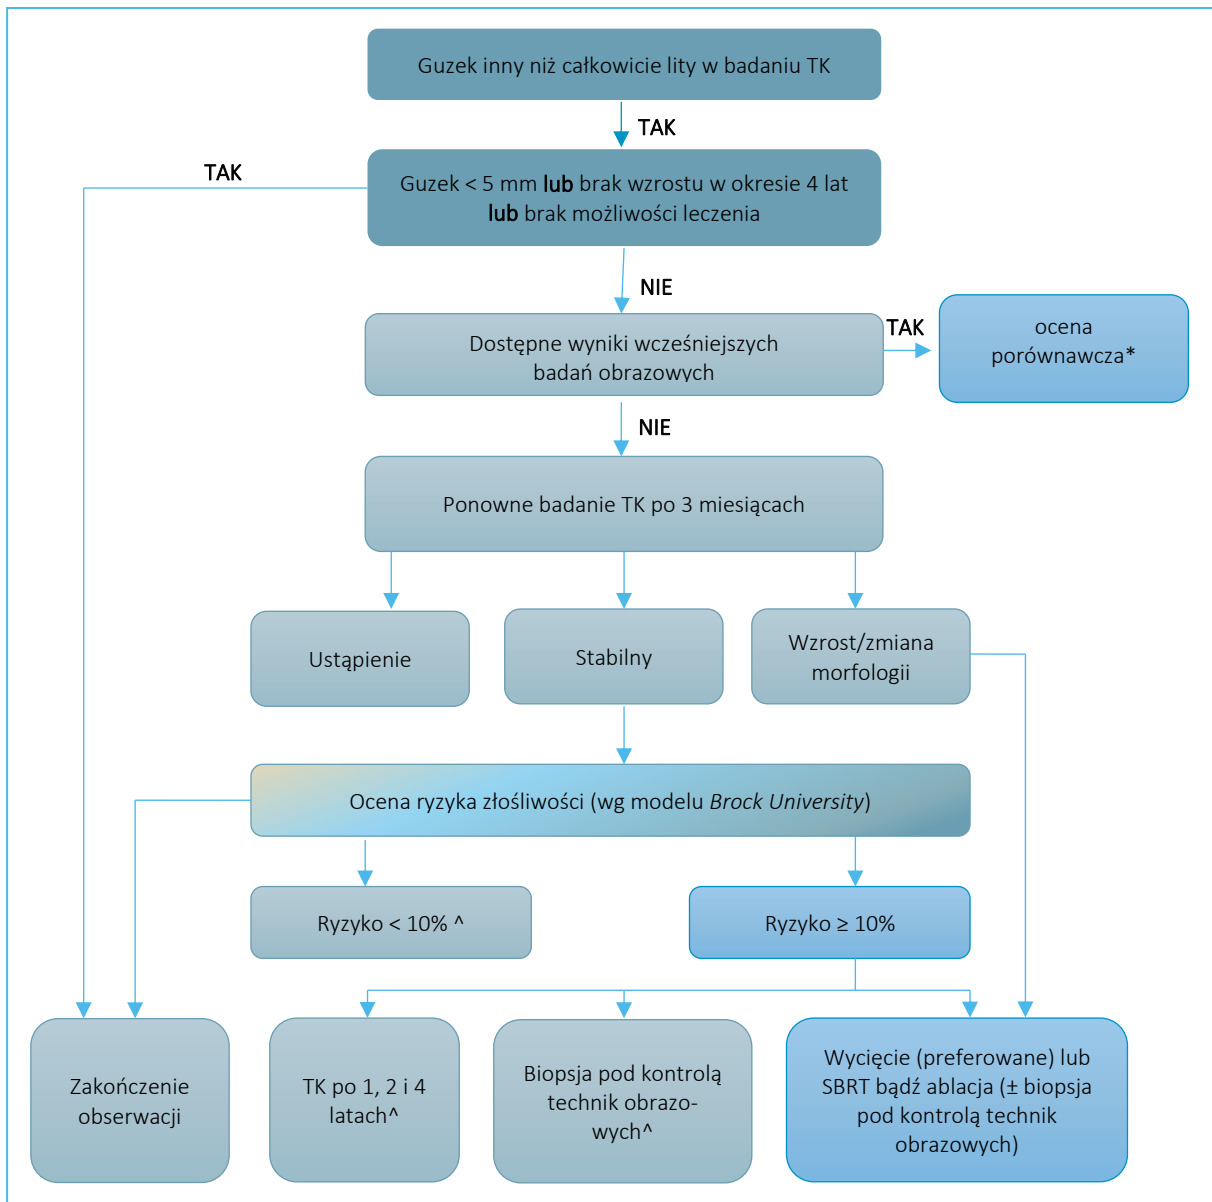 Guzek inny niż całkowicie lity w badaniu TK
TAK
TAK
Guzek < 5 mm lub brak wzrostu w okresie 4 lat
lub brak możliwości leczenia
NIE
Dostępne wyniki wcześniejszych
badań obrazowych
TAK
ocena
porównawcza*
NIE
Ponowne badanie TK po 3 miesiącach
Ustąpienie
Stabilny
Wzrost/zmiana
morfologii
Ocena ryzyka złośliwości (wg modelu Brock University)
Ryzyko < 10% ^
Ryzyko ≥ 10%
Zakończenie
obserwacji
TK po 1, 2 i 4
latach^
Biopsja pod kontrolą
technik obrazo-
wych^
Wycięcie (preferowane) lub
SBRT bądź ablacja (± biopsja
pod kontrolą technik
obrazowych)